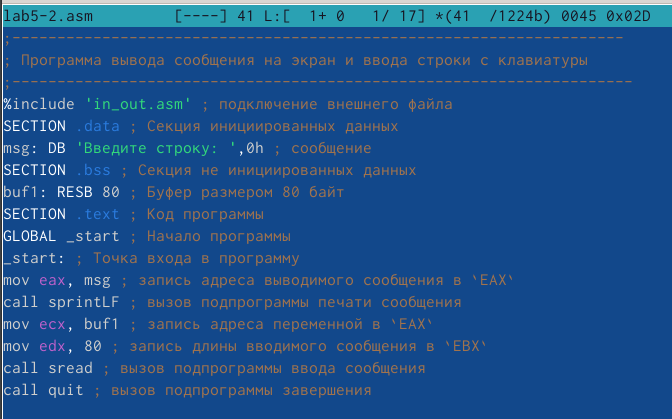 lab5-2.asm [----] 41 L:[ 1+ 0 1/ 17] *(41 /1224b) 0045 0x02D
;--------------------------------------------------------------------
; Программа вывода сообщения на экран и ввода строки с клавиатуры
;---------------------------------------------------------------------
%include 'in_out.asm' ; подключение внешнего файла
SECTION .data ; Секция инициированных данных
msg: DB 'Введите строку: ',0h ; сообщение
SECTION .bss ; Секция не инициированных данных
buf1: RESB 80 ; Буфер размером 80 байт
SECTION .text ; Код программы
GLOBAL _start ; Начало программы
_start: ; Точка входа в программу
mov eax, msg ; запись адреса выводимого сообщения в `EAX`
call sprintLF ; вызов подпрограммы печати сообщения
mov ecx, buf1 ; запись адреса переменной в `EAX`
mov edx, 80 ; запись длины вводимого сообщения в `EBX`
call sread ; вызов подпрограммы ввода сообщения
call quit ; вызов подпрограммы завершения